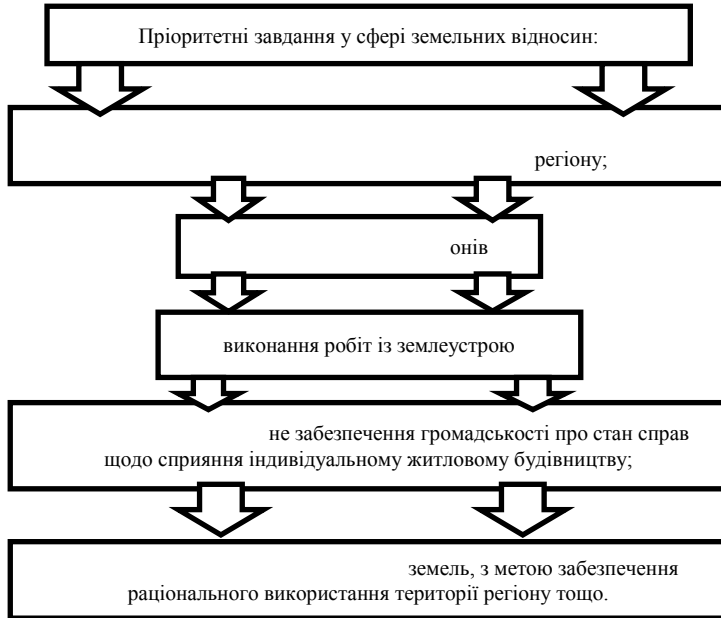 Пріоритетні завдання у сфері земельних відносин:
регіону;
онів
виконання робіт із землеустрою
не забезпечення громадськості про стан справ
щодо сприяння індивідуальному житловому будівництву;
земель, з метою забезпечення
раціонального використання території регіону тощо.